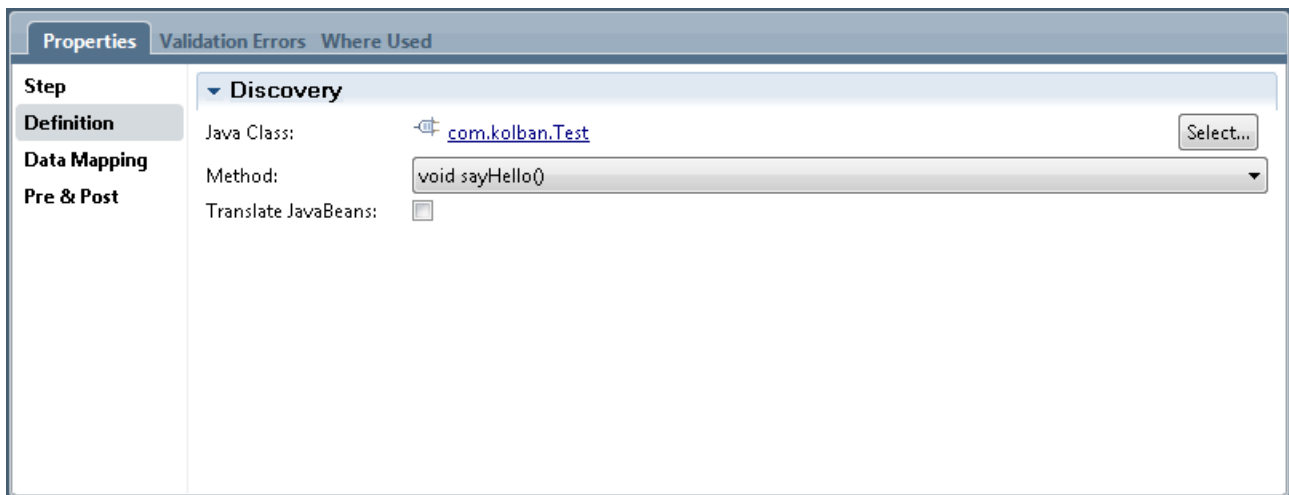 Properties Validation Errors Where Used
Step
Definition
Data Mapping
Pre & Post
Discovery
Java Class: com.kolban.Test Select...
Method: void sayHello()
Translate JavaBeans: